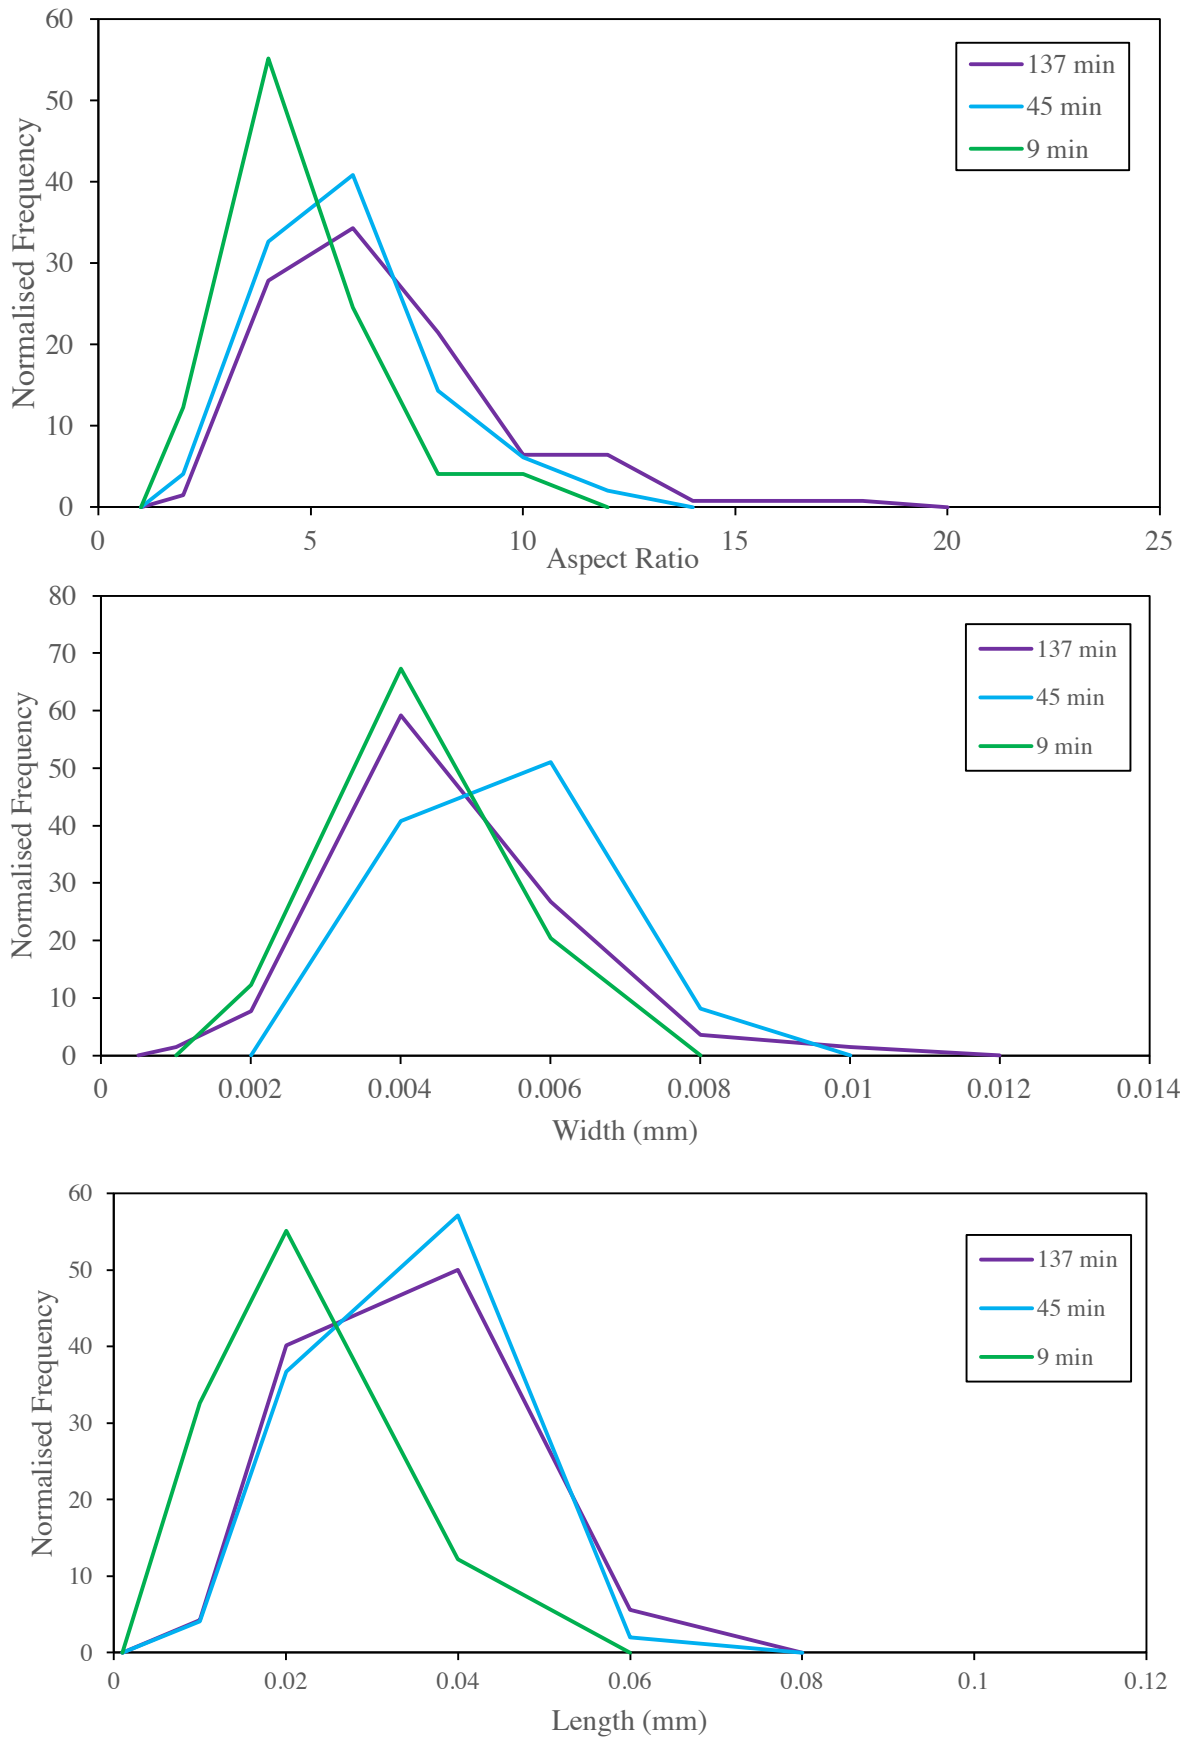 60
50
40
30
20
10
0
Normalised Frequency
137 min
45 min
9 min
0 5 10 15 20 25
Aspect Ratio
80
70
60
50
40
30
20
10
0
Normalised Frequency
137 min
45 min
9 min
0 0.002 0.004 0.006 0.008 0.01 0.012 0.014
Width (mm)
60
50
40
30
20
10
0
Normalised Frequency
137 min
45 min
9 min
0 0.02 0.04 0.06 0.08 0.1 0.12
Length (mm)